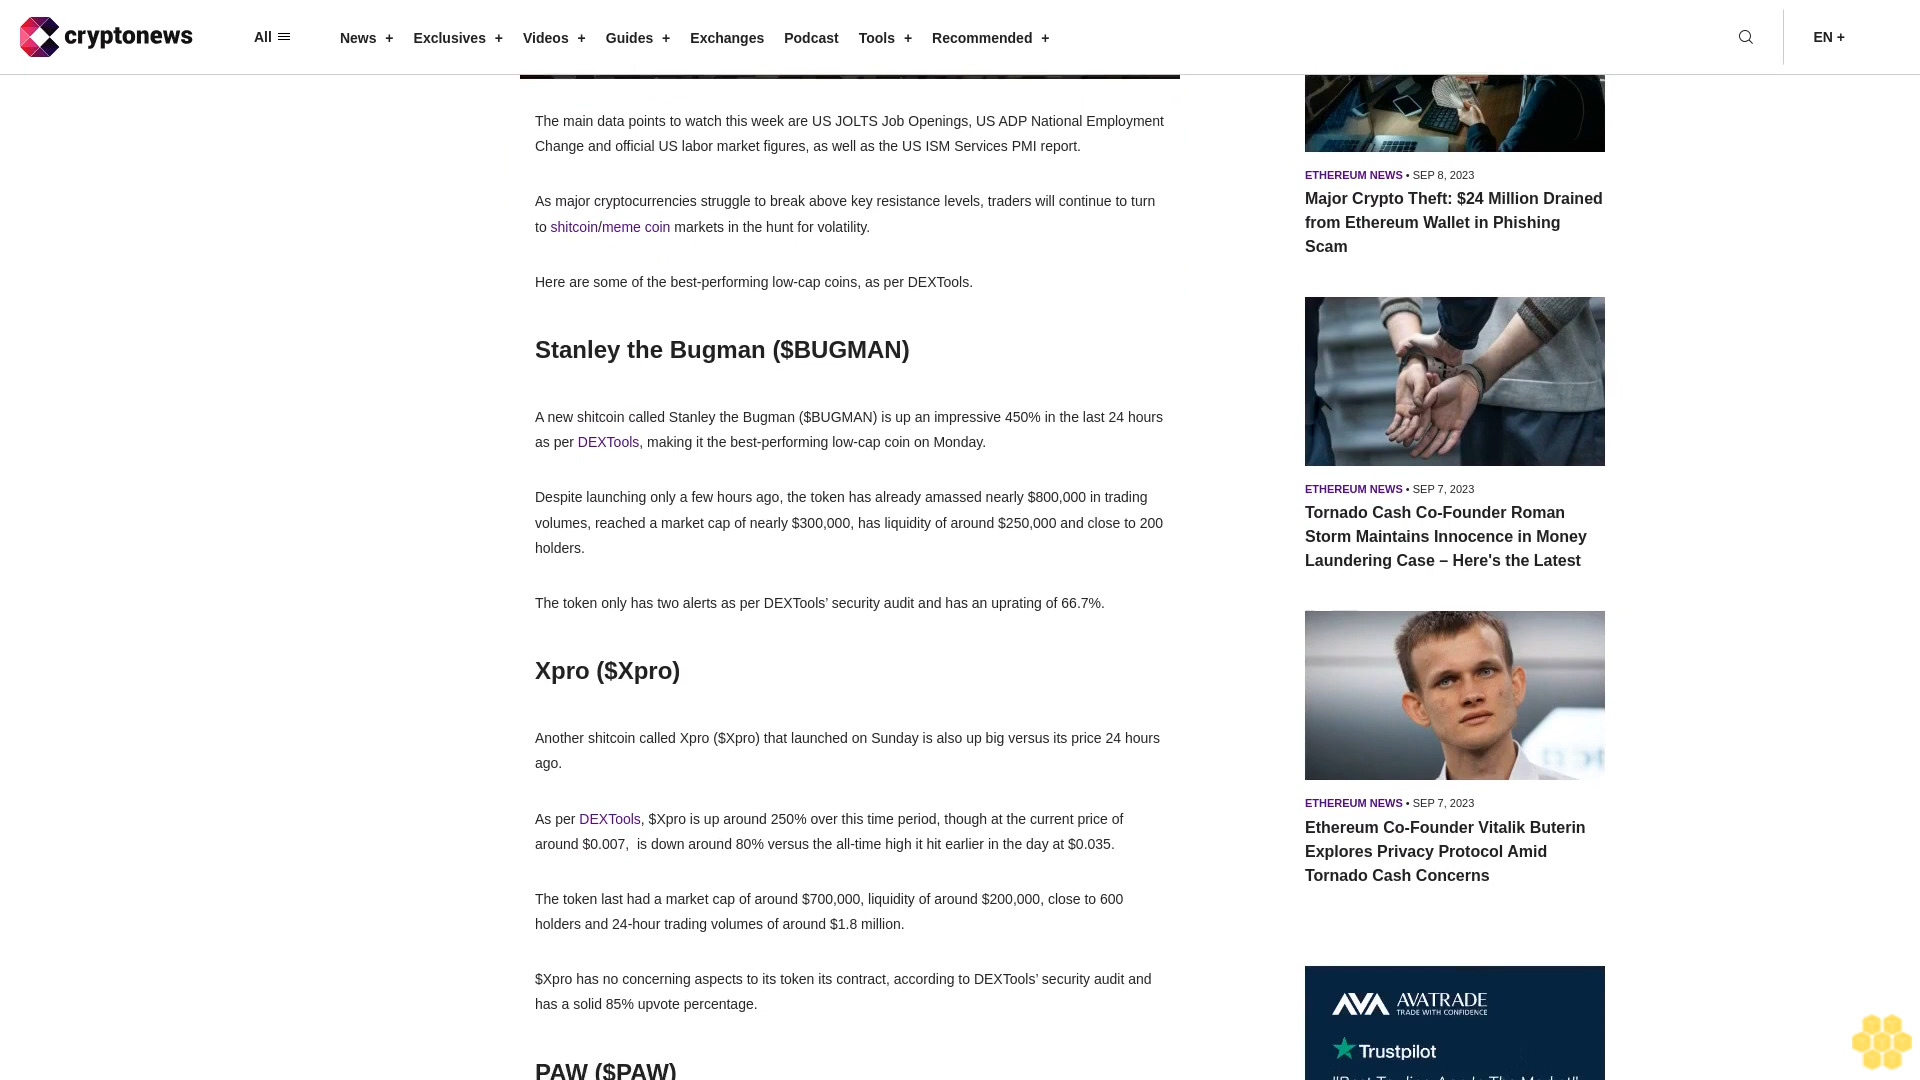 cryptonews
All
News +
Exclusives +
Videos +
Guides +
Exchanges
Podcast
Tools +
Recommended +
EN +
The main data points to watch this week are US JOLTS Job Openings, US ADP National Employment
Change and official US labor market figures, as well as the US ISM Services PMI report.
As major cryptocurrencies struggle to break above key resistance levels, traders will continue to turn
to shitcoin/meme coin markets in the hunt for volatility.
Here are some of the best-performing low-cap coins, as per DEXTools.
Stanley the Bugman ($BUGMAN)
A new shitcoin called Stanley the Bugman ($BUGMAN) is up an impressive 450% in the last 24 hours
as per DEXTools, making it the best-performing low-cap coin on Monday.
Despite launching only a few hours ago, the token has already amassed nearly $800,000 in trading
volumes, reached a market cap of nearly $300,000, has liquidity of around $250,000 and close to 200
holders.
The token only has two alerts as per DEXTools’ security audit and has an uprating of 66.7%.
Xpro ($Xpro)
Another shitcoin called Xpro ($Xpro) that launched on Sunday is also up big versus its price 24 hours
ago.
As per DEXTools, $Xpro is up around 250% over this time period, though at the current price of
around $0.007,  is down around 80% versus the all-time high it hit earlier in the day at $0.035.
The token last had a market cap of around $700,000, liquidity of around $200,000, close to 600
holders and 24-hour trading volumes of around $1.8 million.
$Xpro has no concerning aspects to its token its contract, according to DEXTools’ security audit and
has a solid 85% upvote percentage.
PAW ($PAW)
ETHEREUM NEWS • SEP 8, 2023
Major Crypto Theft: $24 Million Drained
from Ethereum Wallet in Phishing
Scam
ETHEREUM NEWS • SEP 7, 2023
Tornado Cash Co-Founder Roman
Storm Maintains Innocence in Money
Laundering Case – Here's the Latest
ETHEREUM NEWS • SEP 7, 2023
Ethereum Co-Founder Vitalik Buterin
Explores Privacy Protocol Amid
Tornado Cash Concerns
AVA AVATRADE
TRADE WITH CONFIDENCE
Trustpilot